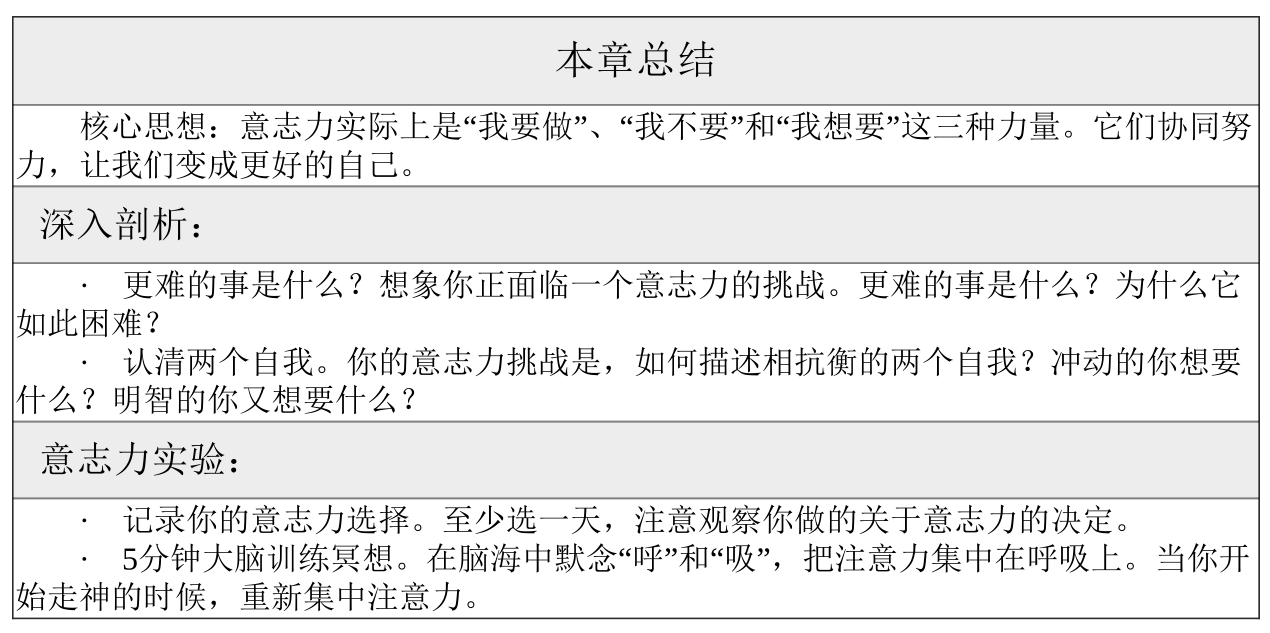 本章总结
核心思想：意志力实际上是“我要做”、“我不要”和“我想要”这三种力量。它们协同努
力，让我们变成更好的自己。
深入剖析：
· 更难的事是什么？想象你正面临一个意志力的挑战。更难的事是什么？为什么它
如此困难？
· 认清两个自我。你的意志力挑战是，如何描述相抗衡的两个自我？冲动的你想要
什么？明智的你又想要什么？
意志力实验：
· 记录你的意志力选择。至少选一天，注意观察你做的关于意志力的决定。
· 5分钟大脑训练冥想。在脑海中默念“呼”和“吸”，把注意力集中在呼吸上。当你开
始走神的时候，重新集中注意力。